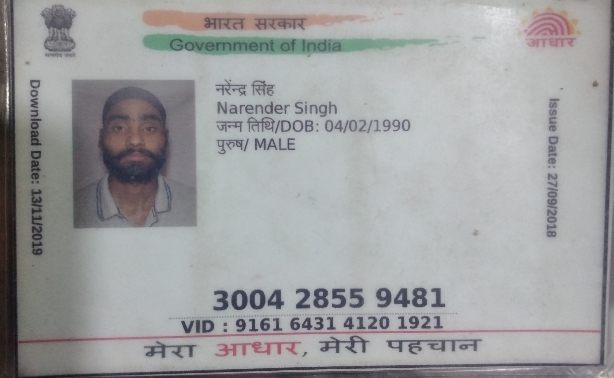 भारत सरकार
Government of India
आधार
नरेंन्द्र सिंह
Narender Singh
जन्म तिथि/DOB: 04/02/1990
पुरुष/ MALE
Download Date: 13/11/2019
Issue Date: 27/09/2018
3004 2855 9481
VID : 9161 6431 4120 1921
मेरा आधार, मेरी पहचान